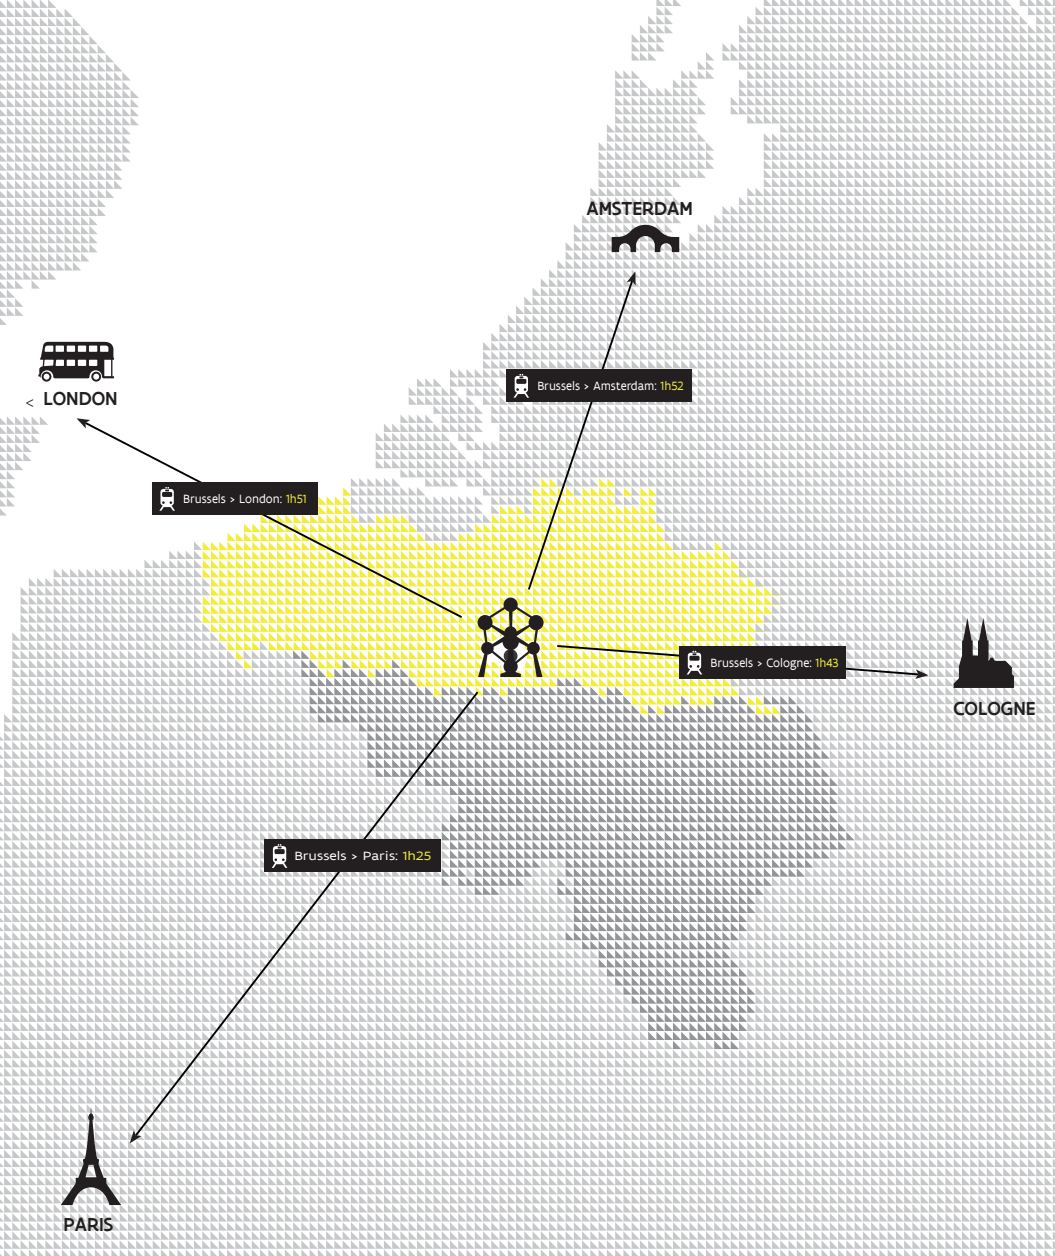 AMSTERDAM
< LONDON
Brussels > Amsterdam: 1h52
Brussels > London: 1h51
Brussels > Cologne: 1h43
COLOGNE
Brussels > Paris: 1h25
PARIS